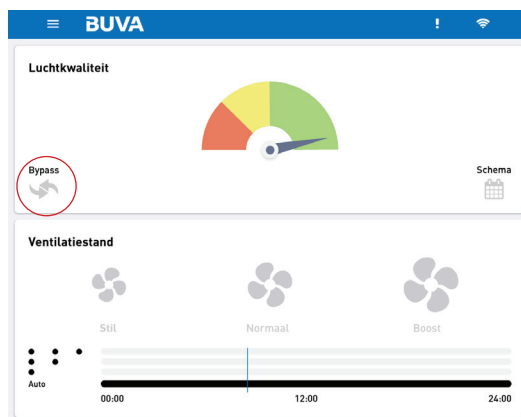 BUVA
!
Luchtkwaliteit
Bypass
Schema
Ventilatiestand
Stil
Normaal
Boost
Auto
00:00
12:00
24:00